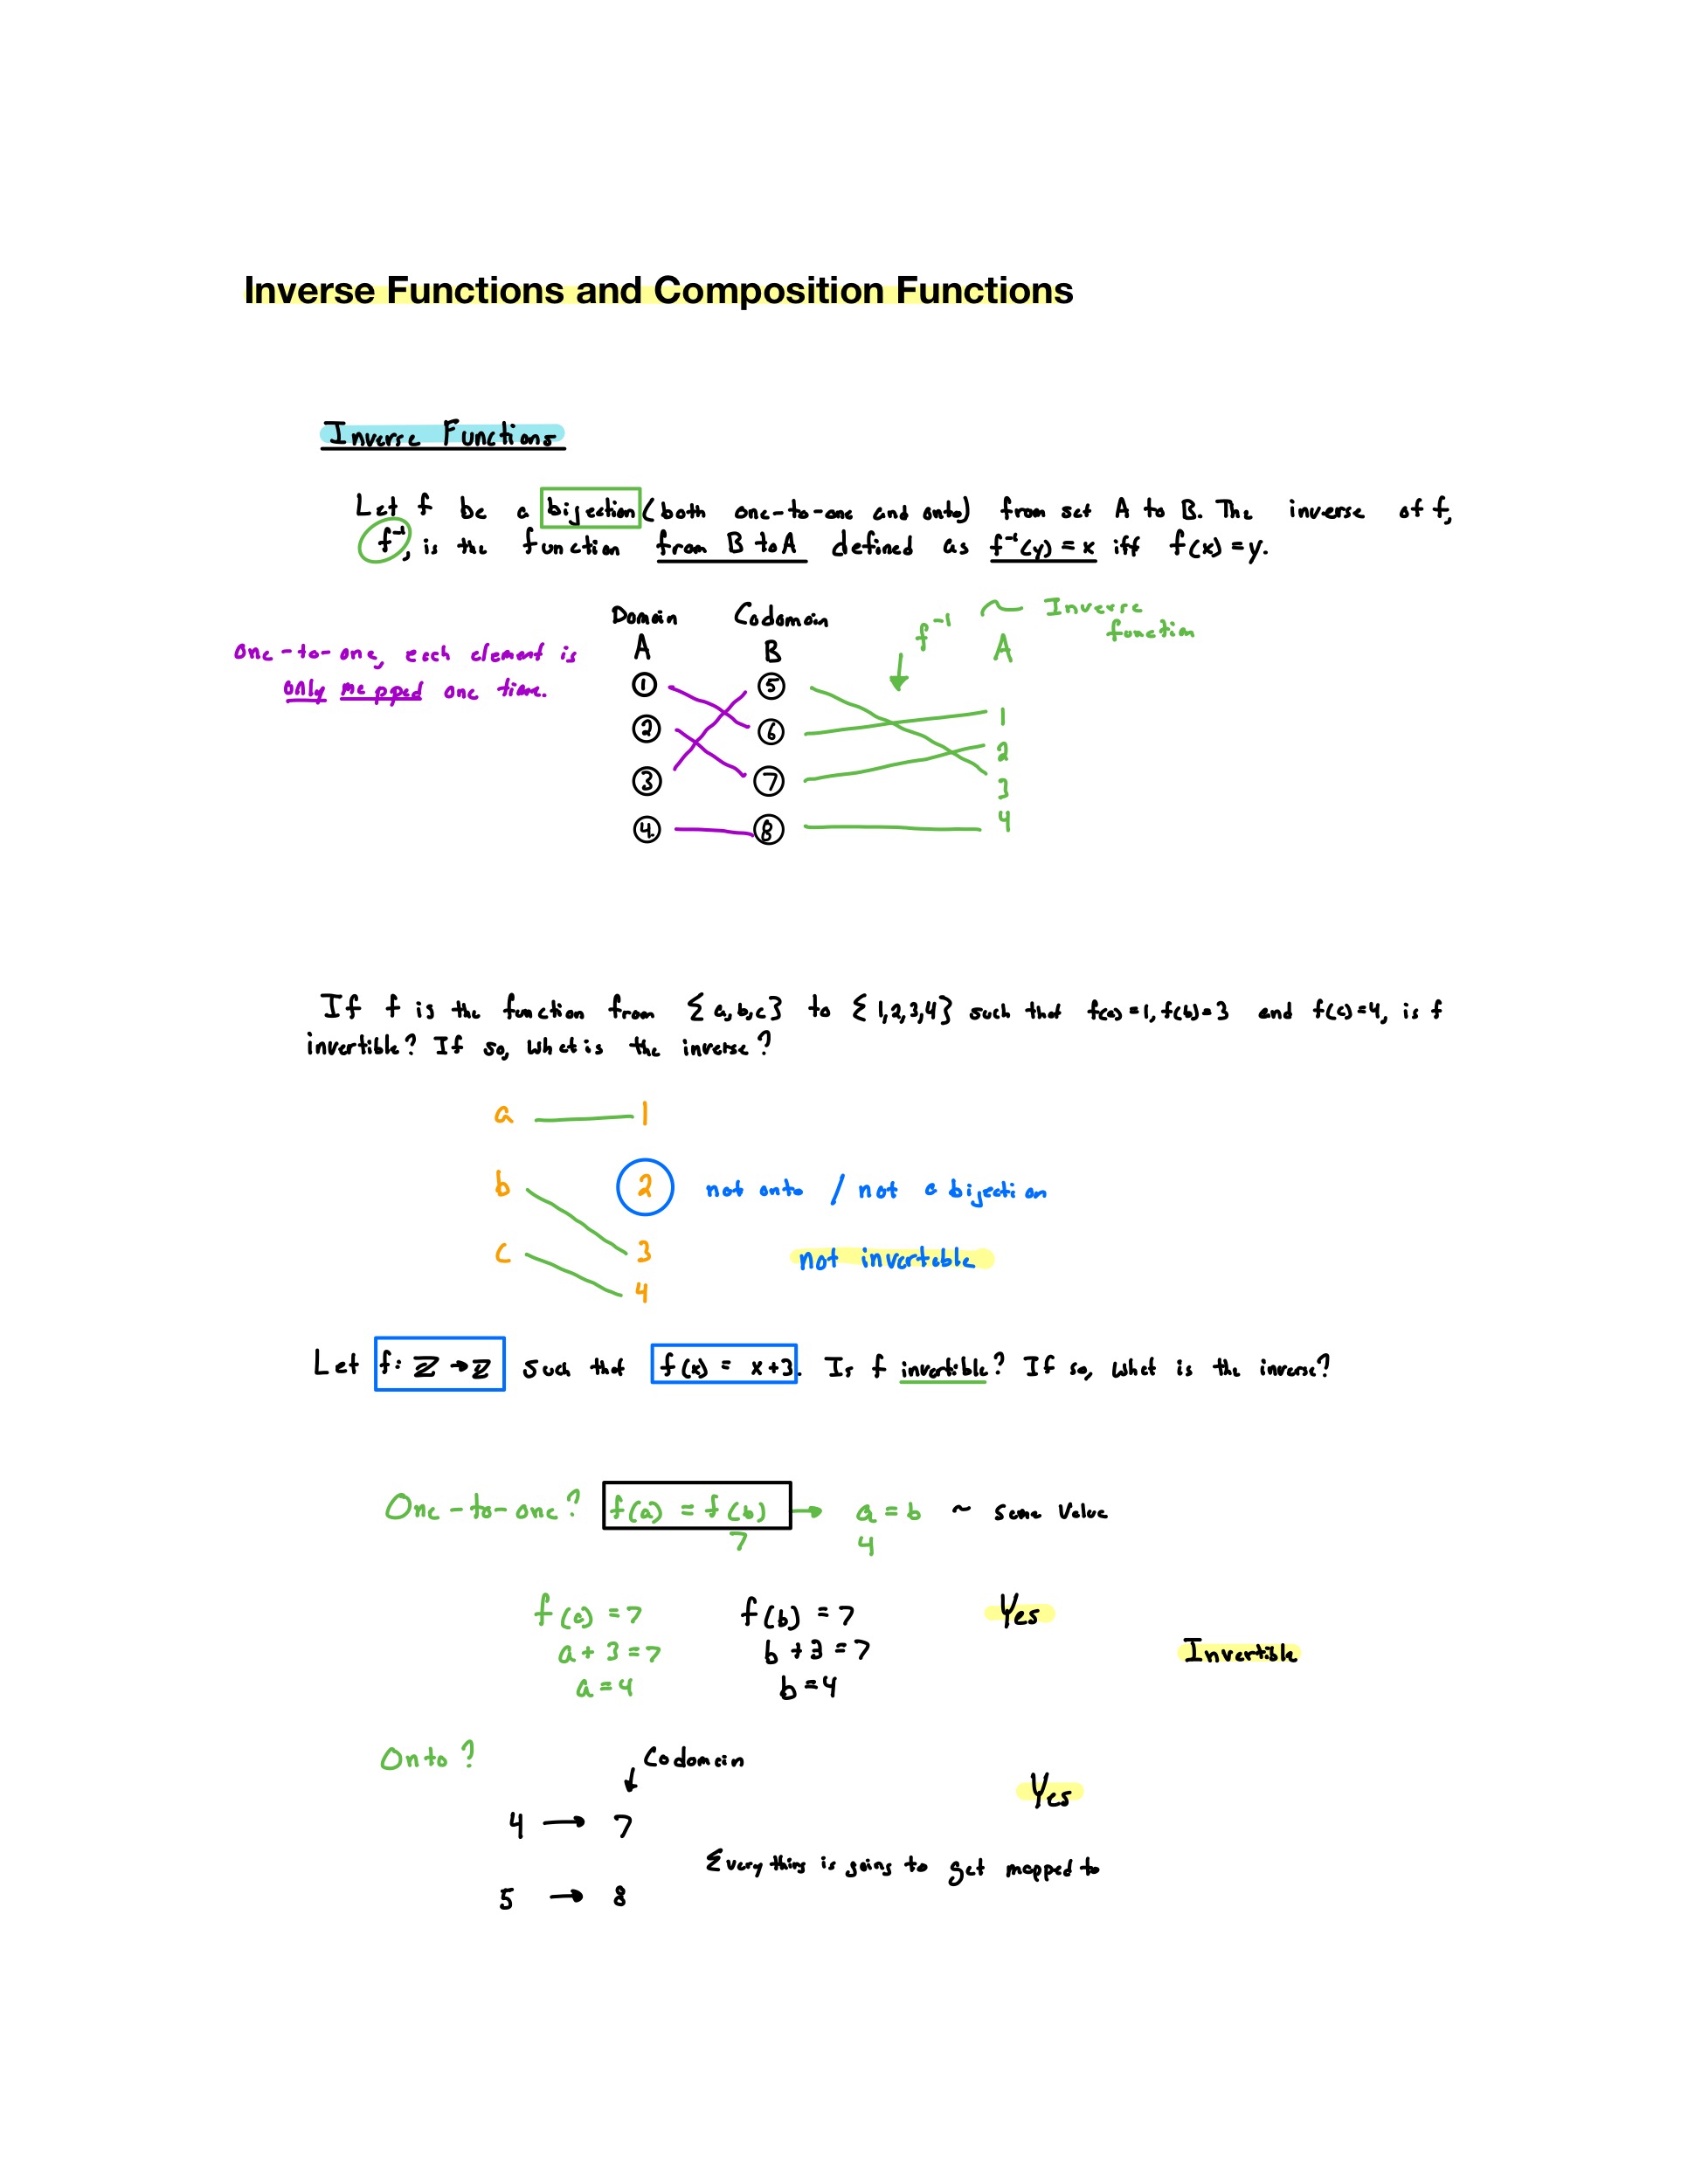 Inverse Functions and Composition Functions
Inverse Functions
Let f be a bijection (both one-to-one and onto) from set A to B. The inverse of f,
f⁻¹, is the function from B to A defined as f⁻¹(y) = x iff f(x) = y.
Domain Codomain f⁻¹ ~ Inverse function
One-to-one, each element is A B A
only mapped one time. 1 5
1
2 6
2
3 7 3
4 8 4
If f is the function from {a,b,c} to {1,2,3,4} such that f(a)=1, f(b)=3 and f(c)=4, is f
invertible? If so, what is the inverse?
a 1
b 2 not onto / not a bijection
c 3 not invertable
4
Let f: ℤ → ℤ such that f(x) = x+3. Is f invertible? If so, what is the inverse?
One-to-one? f(a) = f(b) → a = b ~ same value
7 4
f(a) = 7 f(b) = 7 Yes
a + 3 = 7 b + 3 = 7 Invertible
a = 4 b = 4
Onto? ↓ Codomain
Yes
4 → 7
Everything is going to get mapped to
5 → 8